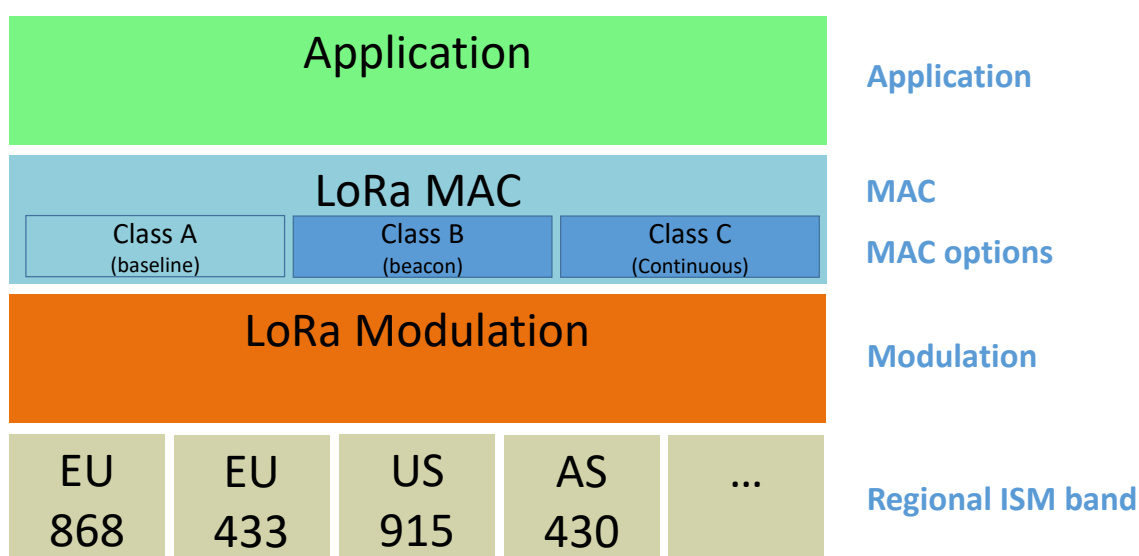 Application
Application
LoRa MAC
MAC
Class A
(baseline)
Class B
(beacon)
Class C
(Continuous)
MAC options
LoRa Modulation
Modulation
EU
868
EU
433
US
915
AS
430
...
Regional ISM band